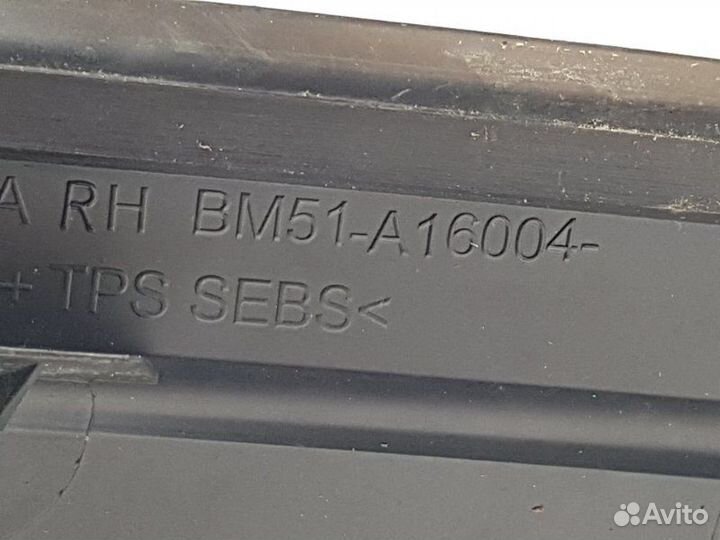 A RH BM51-A16004-
+ TPS SEBS<
Avito